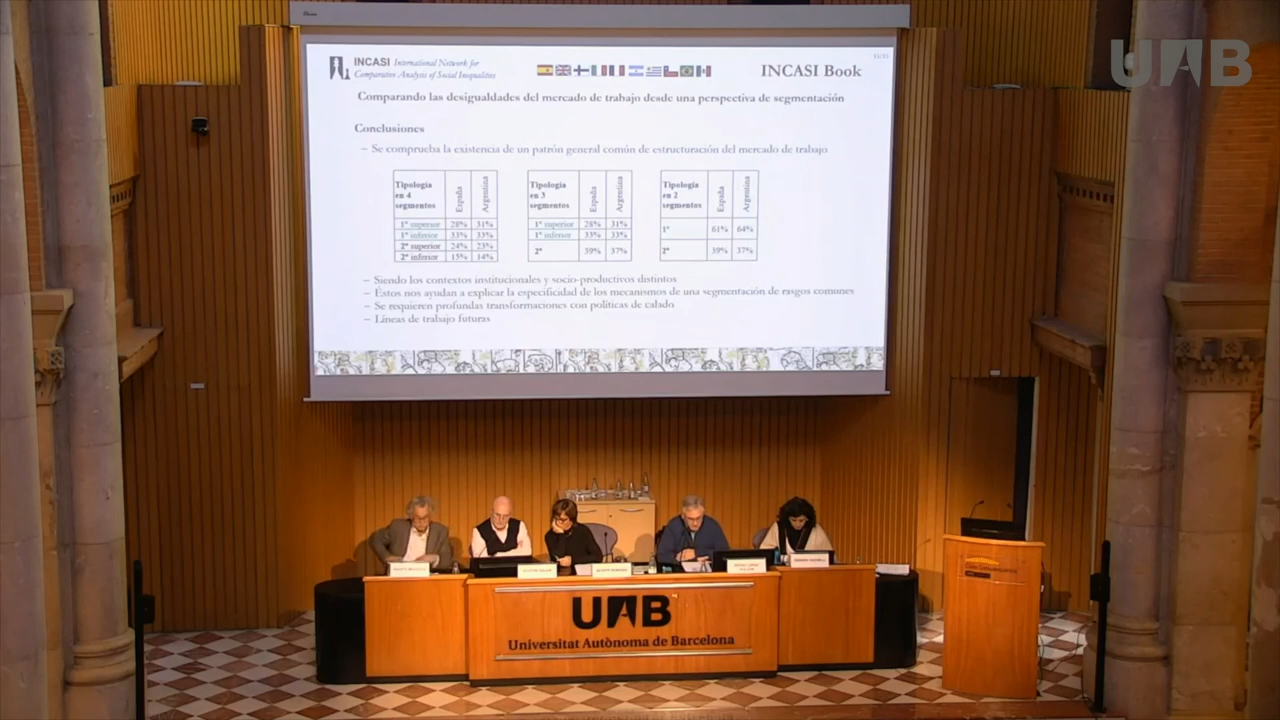 UAB
INCASI International Network for
Comparative Analysis of Social Inequalities
INCASI Book
Comparando las desigualdades del mercado de trabajo desde una perspectiva de segmentación
Conclusiones
– Se comprueba la existencia de un patrón general común de estructuración del mercado de trabajo
Tipología en 4 segmentos España Argentina
1º superior 28% 31%
1º inferior 33% 33%
2º superior 24% 23%
2º inferior 15% 14%
Tipología en 3 segmentos España Argentina
1º superior 28% 31%
1º inferior 33% 33%
2º 39% 37%
Tipología en 2 segmentos España Argentina
1º 61% 64%
2º 39% 37%
– Siendo los contextos institucionales y socio-productivos distintos
– Éstos nos ayudan a explicar la especificidad de los mecanismos de una segmentación de rasgos comunes
– Se requieren profundas transformaciones con políticas de calado
– Líneas de trabajo futuras
UAB
Universitat Autònoma de Barcelona